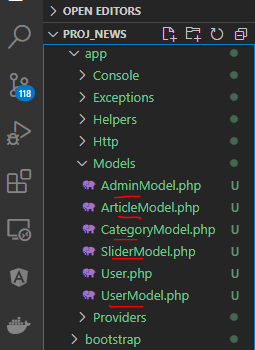 OPEN EDITORS
PROJ_NEWS
app
Console
Exceptions
Helpers
Http
Models
AdminModel.php U
ArticleModel.php U
118
CategoryModel.php U
SliderModel.php U
User.php U
UserModel.php U
Providers
bootstrap